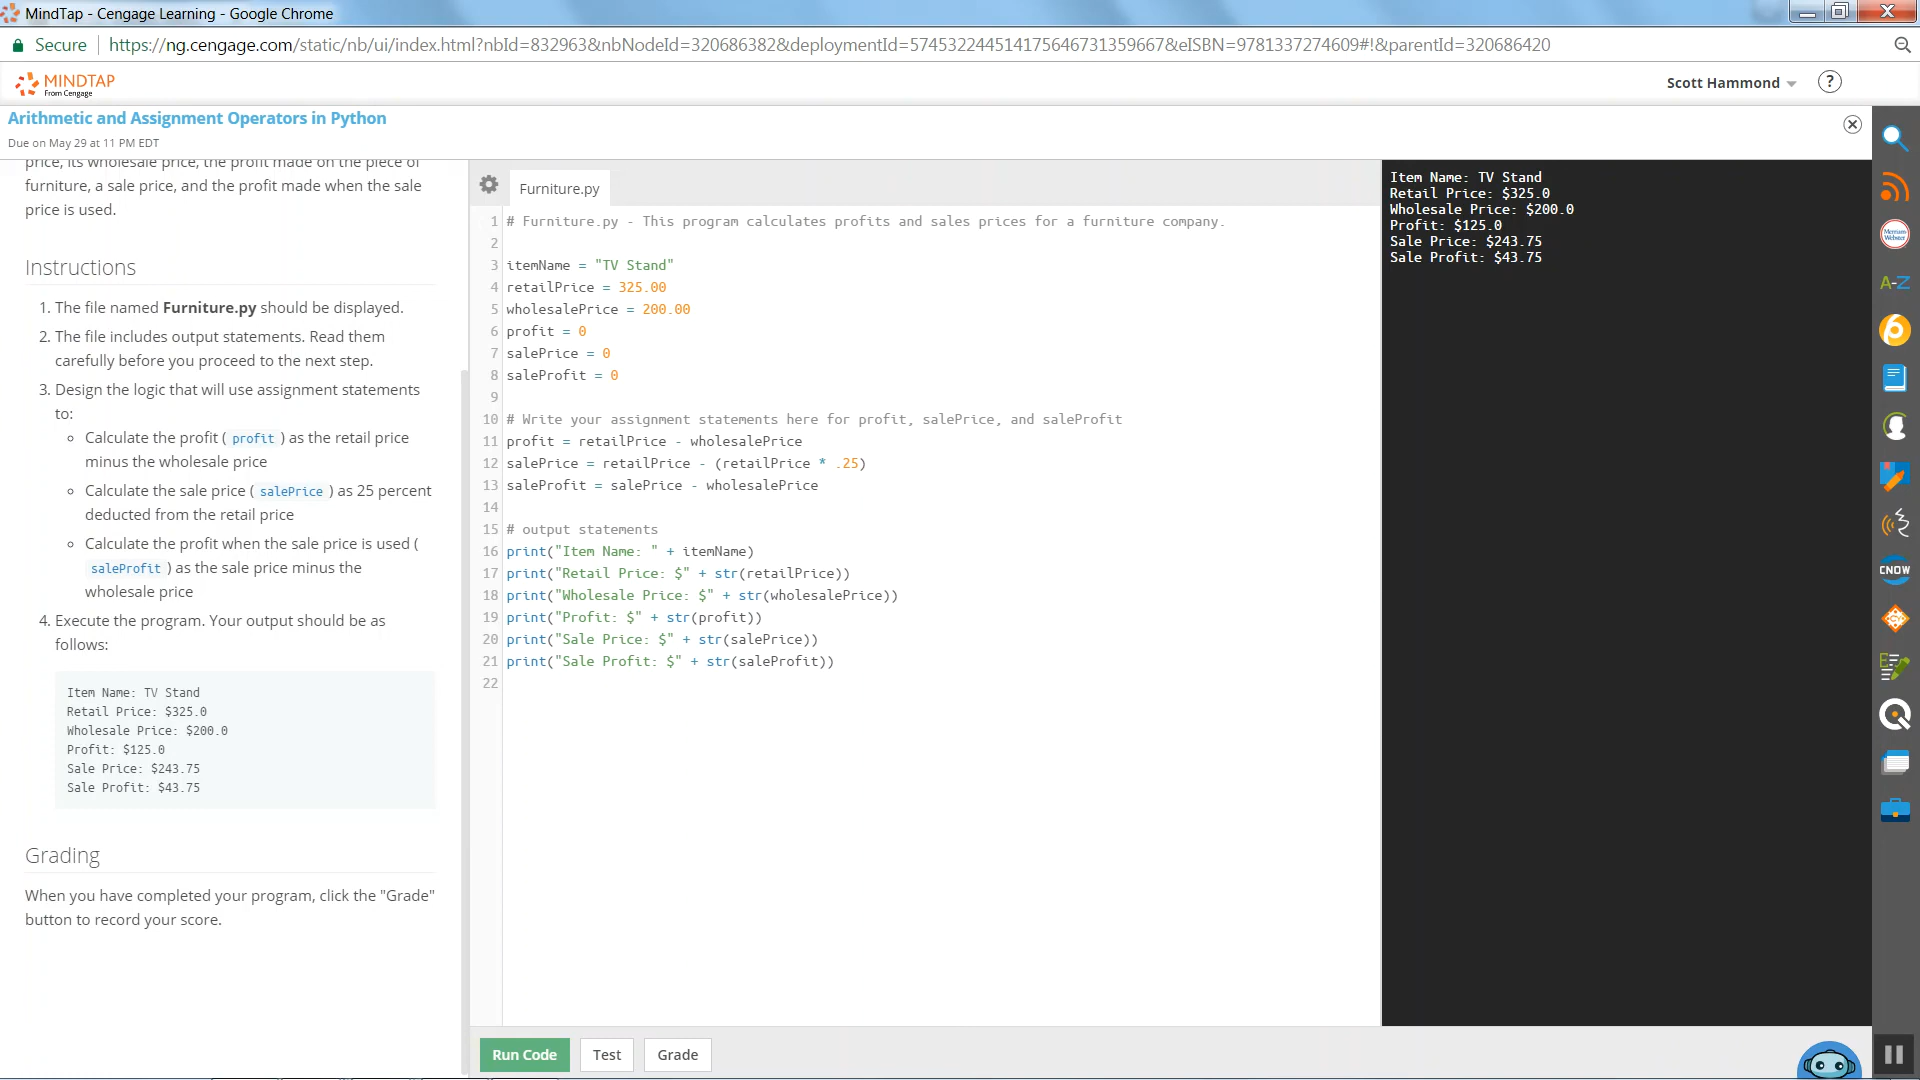 MindTap - Cengage Learning - Google Chrome
Secure | https://ng.cengage.com/static/nb/ui/index.html?nbId=832963&nbNodeId=320686382&deploymentId=574532244514175646731359667&eISBN=9781337274609#!&parentId=320686420
MINDTAP
From Cengage
Scott Hammond
?
Arithmetic and Assignment Operators in Python
Due on May 29 at 11 PM EDT
price, its wholesale price, the profit made on the piece of
furniture, a sale price, and the profit made when the sale
price is used.
Instructions
1. The file named Furniture.py should be displayed.
2. The file includes output statements. Read them
carefully before you proceed to the next step.
3. Design the logic that will use assignment statements
to:
Calculate the profit ( profit ) as the retail price
minus the wholesale price
Calculate the sale price ( salePrice ) as 25 percent
deducted from the retail price
Calculate the profit when the sale price is used (
saleProfit ) as the sale price minus the
wholesale price
4. Execute the program. Your output should be as
follows:
Item Name: TV Stand
Retail Price: $325.0
Wholesale Price: $200.0
Profit: $125.0
Sale Price: $243.75
Sale Profit: $43.75
Grading
When you have completed your program, click the "Grade"
button to record your score.
Furniture.py
1 # Furniture.py - This program calculates profits and sales prices for a furniture company.
2
3 itemName = "TV Stand"
4 retailPrice = 325.00
5 wholesalePrice = 200.00
6 profit = 0
7 salePrice = 0
8 saleProfit = 0
9
10 # Write your assignment statements here for profit, salePrice, and saleProfit
11 profit = retailPrice - wholesalePrice
12 salePrice = retailPrice - (retailPrice * .25)
13 saleProfit = salePrice - wholesalePrice
14
15 # output statements
16 print("Item Name: " + itemName)
17 print("Retail Price: $" + str(retailPrice))
18 print("Wholesale Price: $" + str(wholesalePrice))
19 print("Profit: $" + str(profit))
20 print("Sale Price: $" + str(salePrice))
21 print("Sale Profit: $" + str(saleProfit))
22
Run Code
Test
Grade
Item Name: TV Stand
Retail Price: $325.0
Wholesale Price: $200.0
Profit: $125.0
Sale Price: $243.75
Sale Profit: $43.75
Merriam Webster
A-Z
CNOW